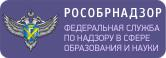 РОСОБРНАДЗОР
ФЕДЕРАЛЬНАЯ СЛУЖБА
ПО НАДЗОРУ В СФЕРЕ
ОБРАЗОВАНИЯ И НАУКИ